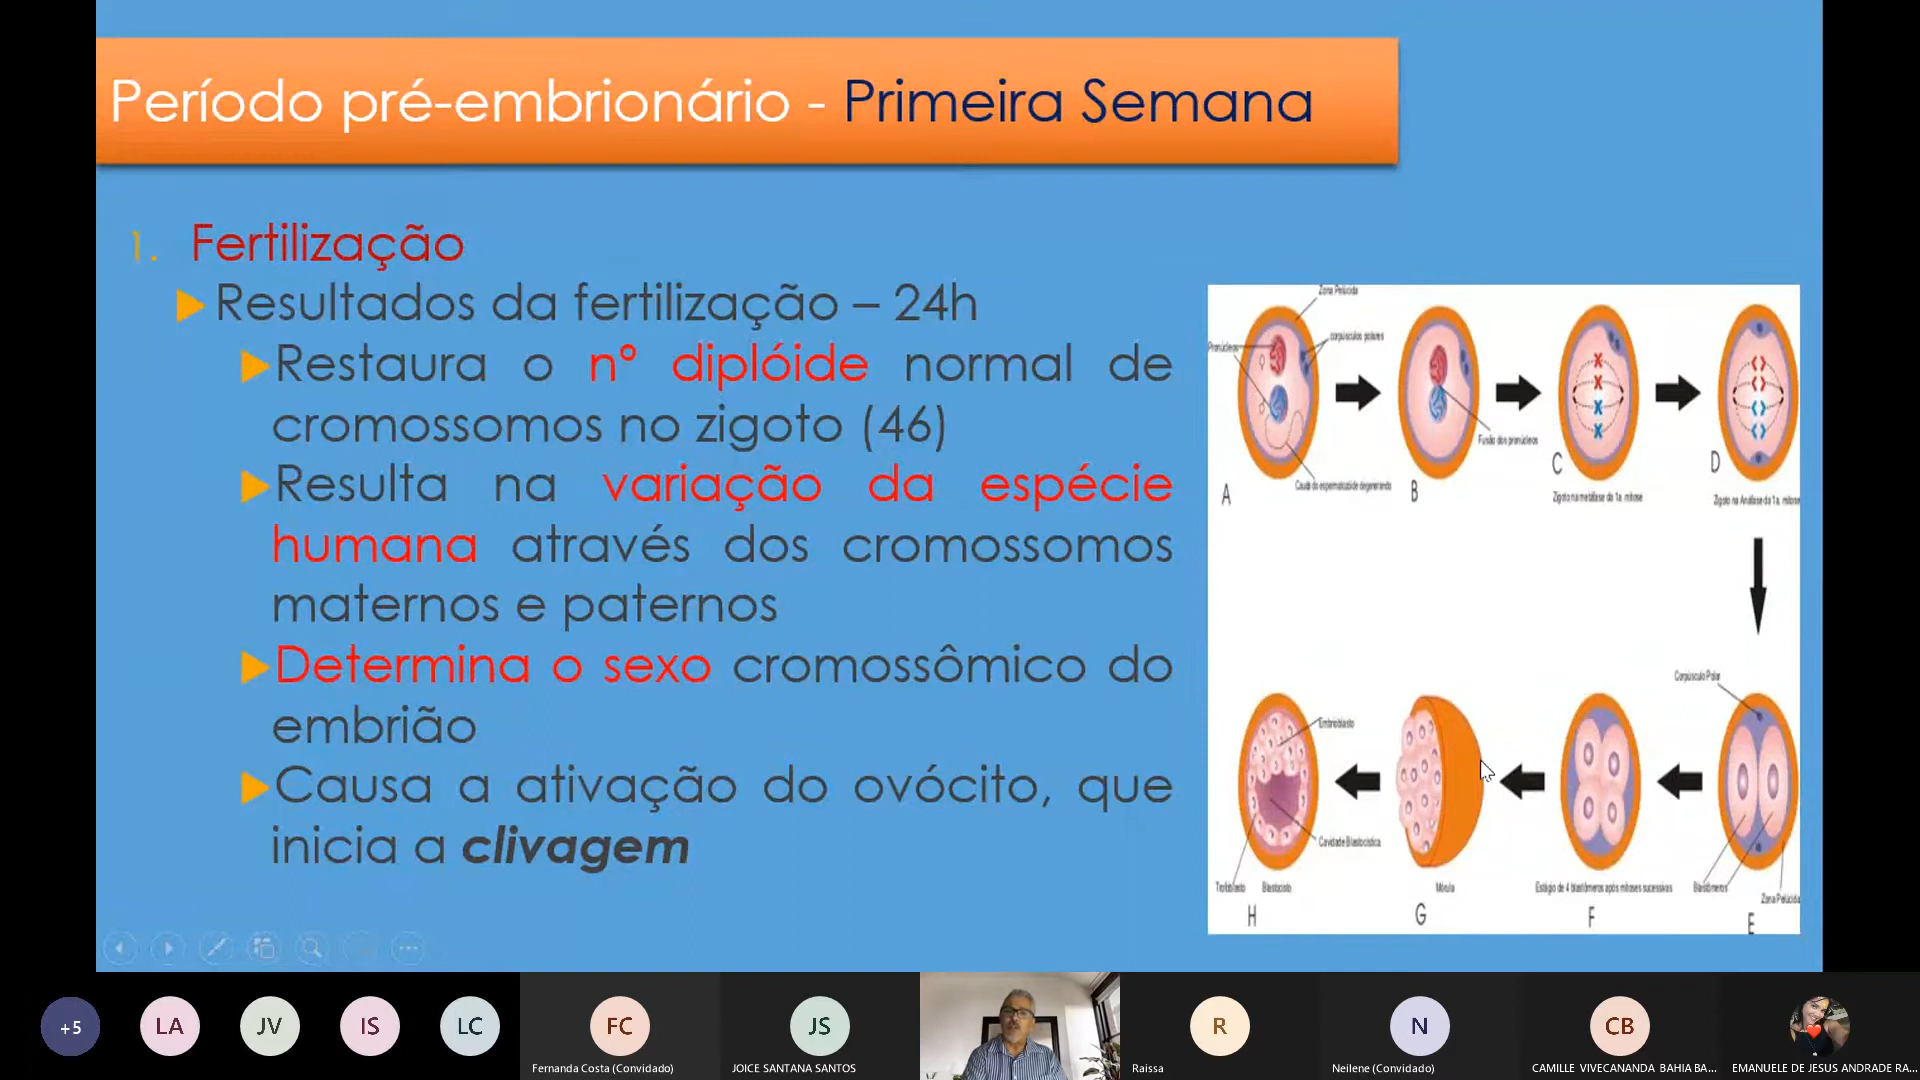 Período pré-embrionário - Primeira Semana
1. Fertilização
Resultados da fertilização – 24h
Restaura o nº diplóide normal de
cromossomos no zigoto (46)
Resulta na variação da espécie
humana através dos cromossomos
maternos e paternos
Determina o sexo cromossômico do
embrião
Causa a ativação do ovócito, que
inicia a clivagem
Zona Pelúcida
corpúsculos polares
Pronúcleos
Fusão dos pronúcleos
Cauda do espermatozóide degenerando
A
B
C
D
Zigoto na metáfase da 1a. mitose
Zigoto na Anáfase da 1a. mitose
Corpúsculo Polar
Embrioblasto
Cavidade Blastocística
Trofoblasto
Blastocisto
Mórula
Estágio de 4 blastômeros após mitoses sucessivas
Blastômeros
Zona Pelúcida
H
G
F
E
+5
LA
JV
IS
LC
FC
JS
R
N
CB
Fernanda Costa (Convidado)
JOICE SANTANA SANTOS
Raissa
Neilene (Convidado)
CAMILLE VIVECANANDA BAHIA BA...
EMANUELE DE JESUS ANDRADE RA...